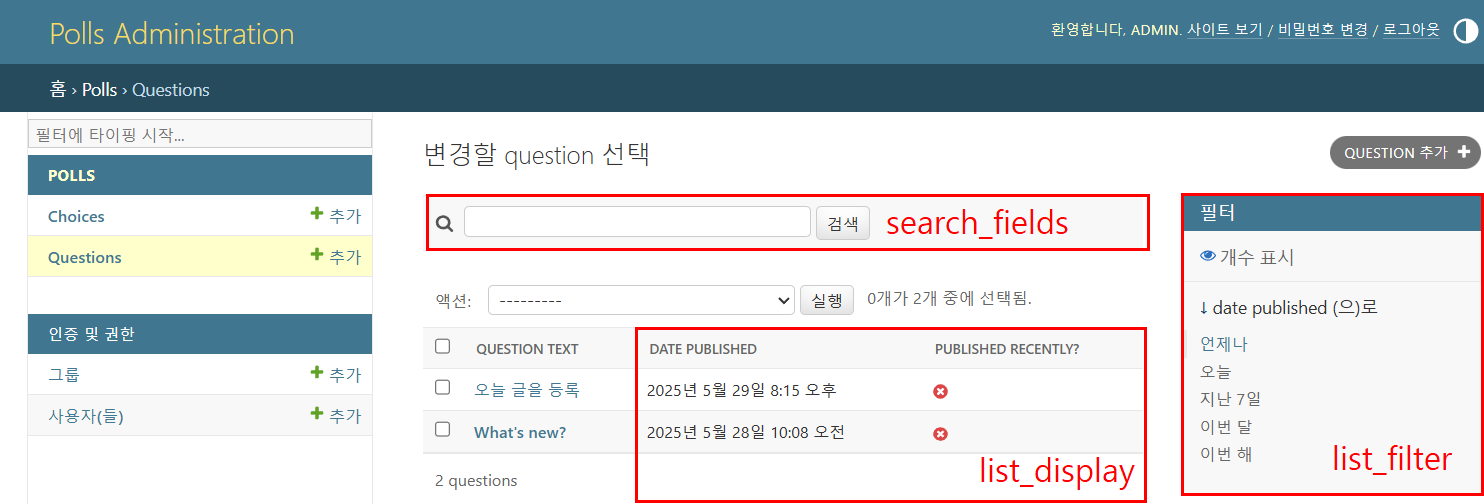 Polls Administration
환영합니다, ADMIN. 사이트 보기 / 비밀번호 변경 / 로그아웃
홈 › Polls › Questions
필터에 타이핑 시작...
POLLS
Choices
추가
Questions
추가
인증 및 권한
그룹
추가
사용자(들)
추가
변경할 question 선택
QUESTION 추가
검색
search_fields
액션:
---------
실행
0개가 2개 중에 선택됨.
QUESTION TEXT DATE PUBLISHED PUBLISHED RECENTLY?
오늘 글을 등록 2025년 5월 29일 8:15 오후
What's new? 2025년 5월 28일 10:08 오전
2 questions
list_display
필터
개수 표시
↓ date published (으)로
언제나
오늘
지난 7일
이번 달
이번 해
list_filter